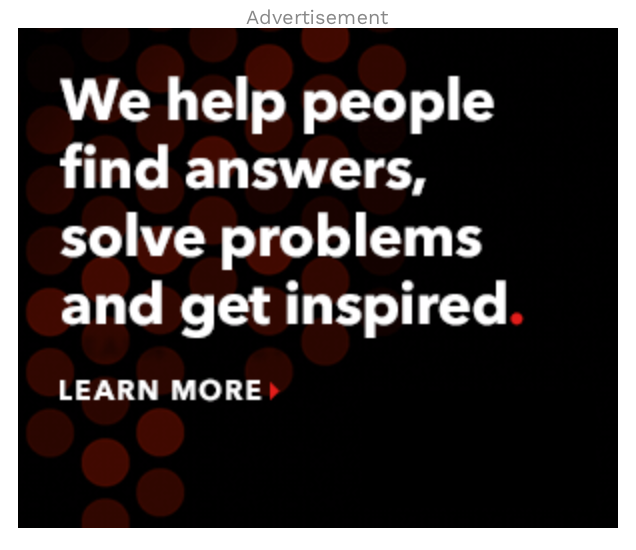 Advertisement
We help people
find answers,
solve problems
and get inspired.
LEARN MORE